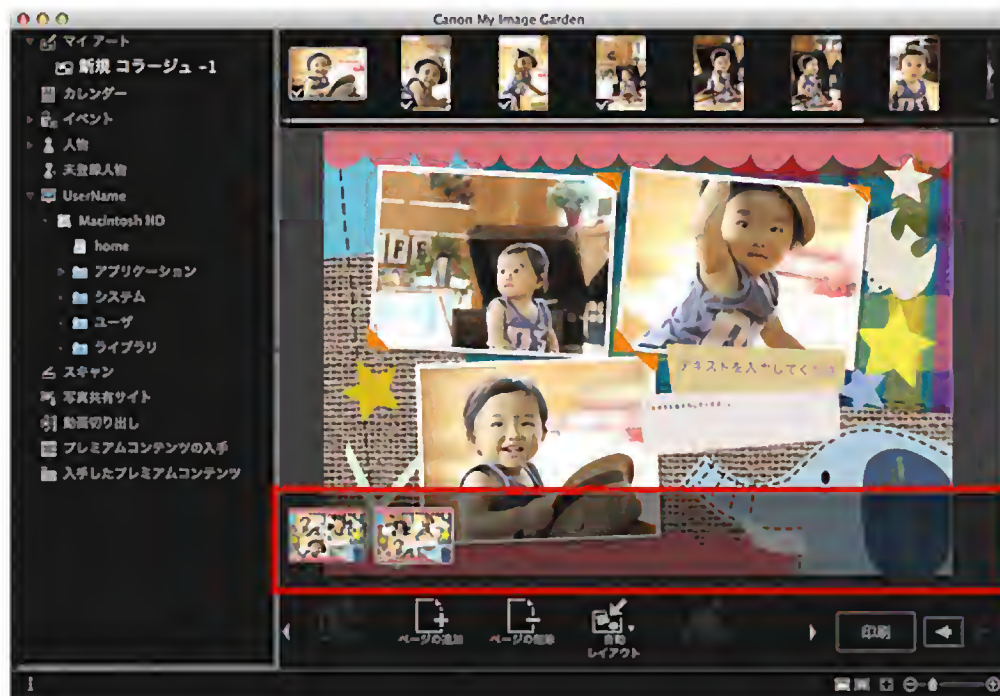 Canon My Image Garden
マイ アート
新規 コラージュ -1
カレンダー
イベント
人物
未登録人物
UserName
Macintosh HD
home
アプリケーション
システム
ユーザ
ライブラリ
スキャン
写真共有サイト
動画切り出し
プレミアムコンテンツの入手
入手したプレミアムコンテンツ
テキストを入力してください
ページの追加
ページの削除
自動
レイアウト
印刷